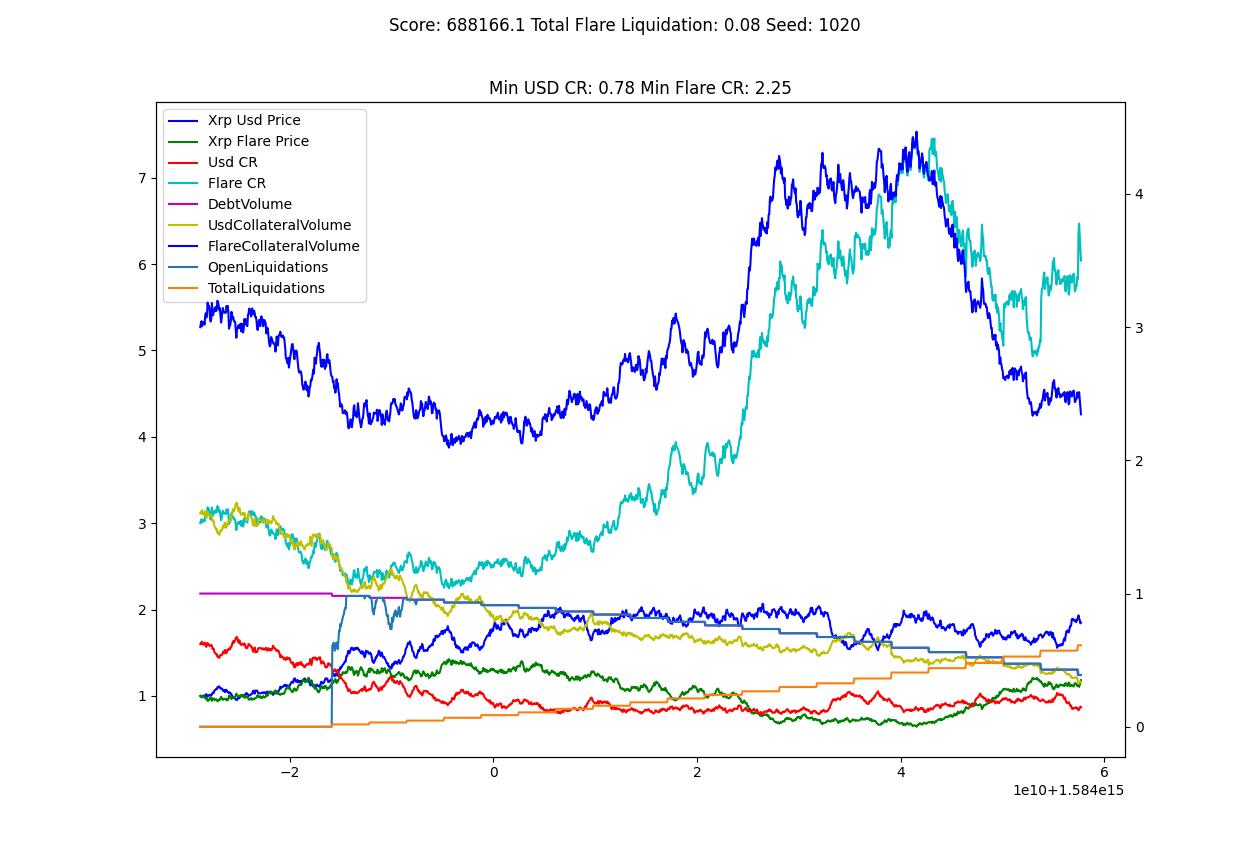 Score: 688166.1 Total Flare Liquidation: 0.08 Seed: 1020
Min USD CR: 0.78 Min Flare CR: 2.25
Xrp Usd Price
Xrp Flare Price
Usd CR
Flare CR
DebtVolume
UsdCollateralVolume
FlareCollateralVolume
OpenLiquidations
TotalLiquidations
7
6
5
4
3
2
1
4
3
2
1
0
−2
0
2
4
6
1e10+1.584e15